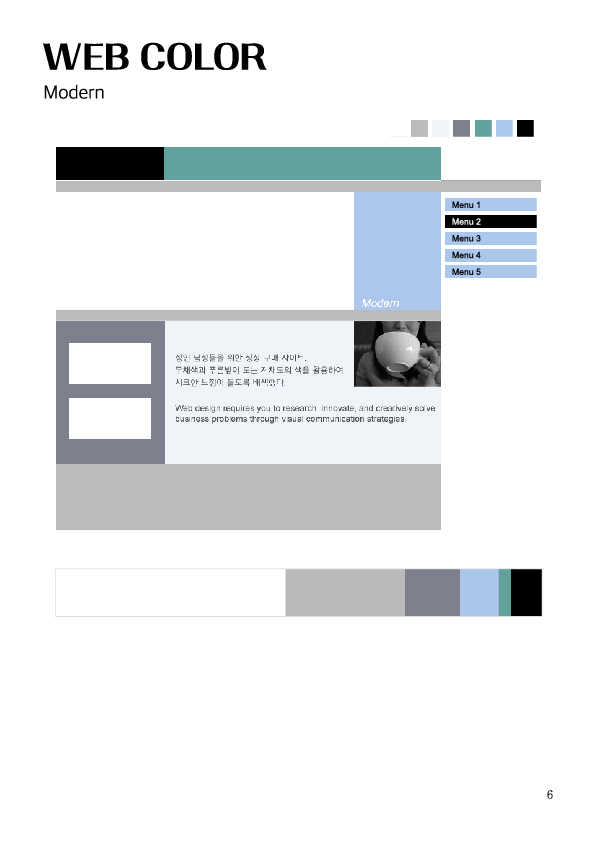 WEB COLOR
Modern
Menu 1
Menu 2
Menu 3
Menu 4
Menu 5
Modern
성인 남성들을 위한 상징 구매 사이트.
무채색과 푸른빛이 도는 저채도의 색을 활용하여
시크한 느낌이 들도록 배색했다.
Web design requires you to research, innovate, and creatively solve
business problems through visual communication strategies.
6